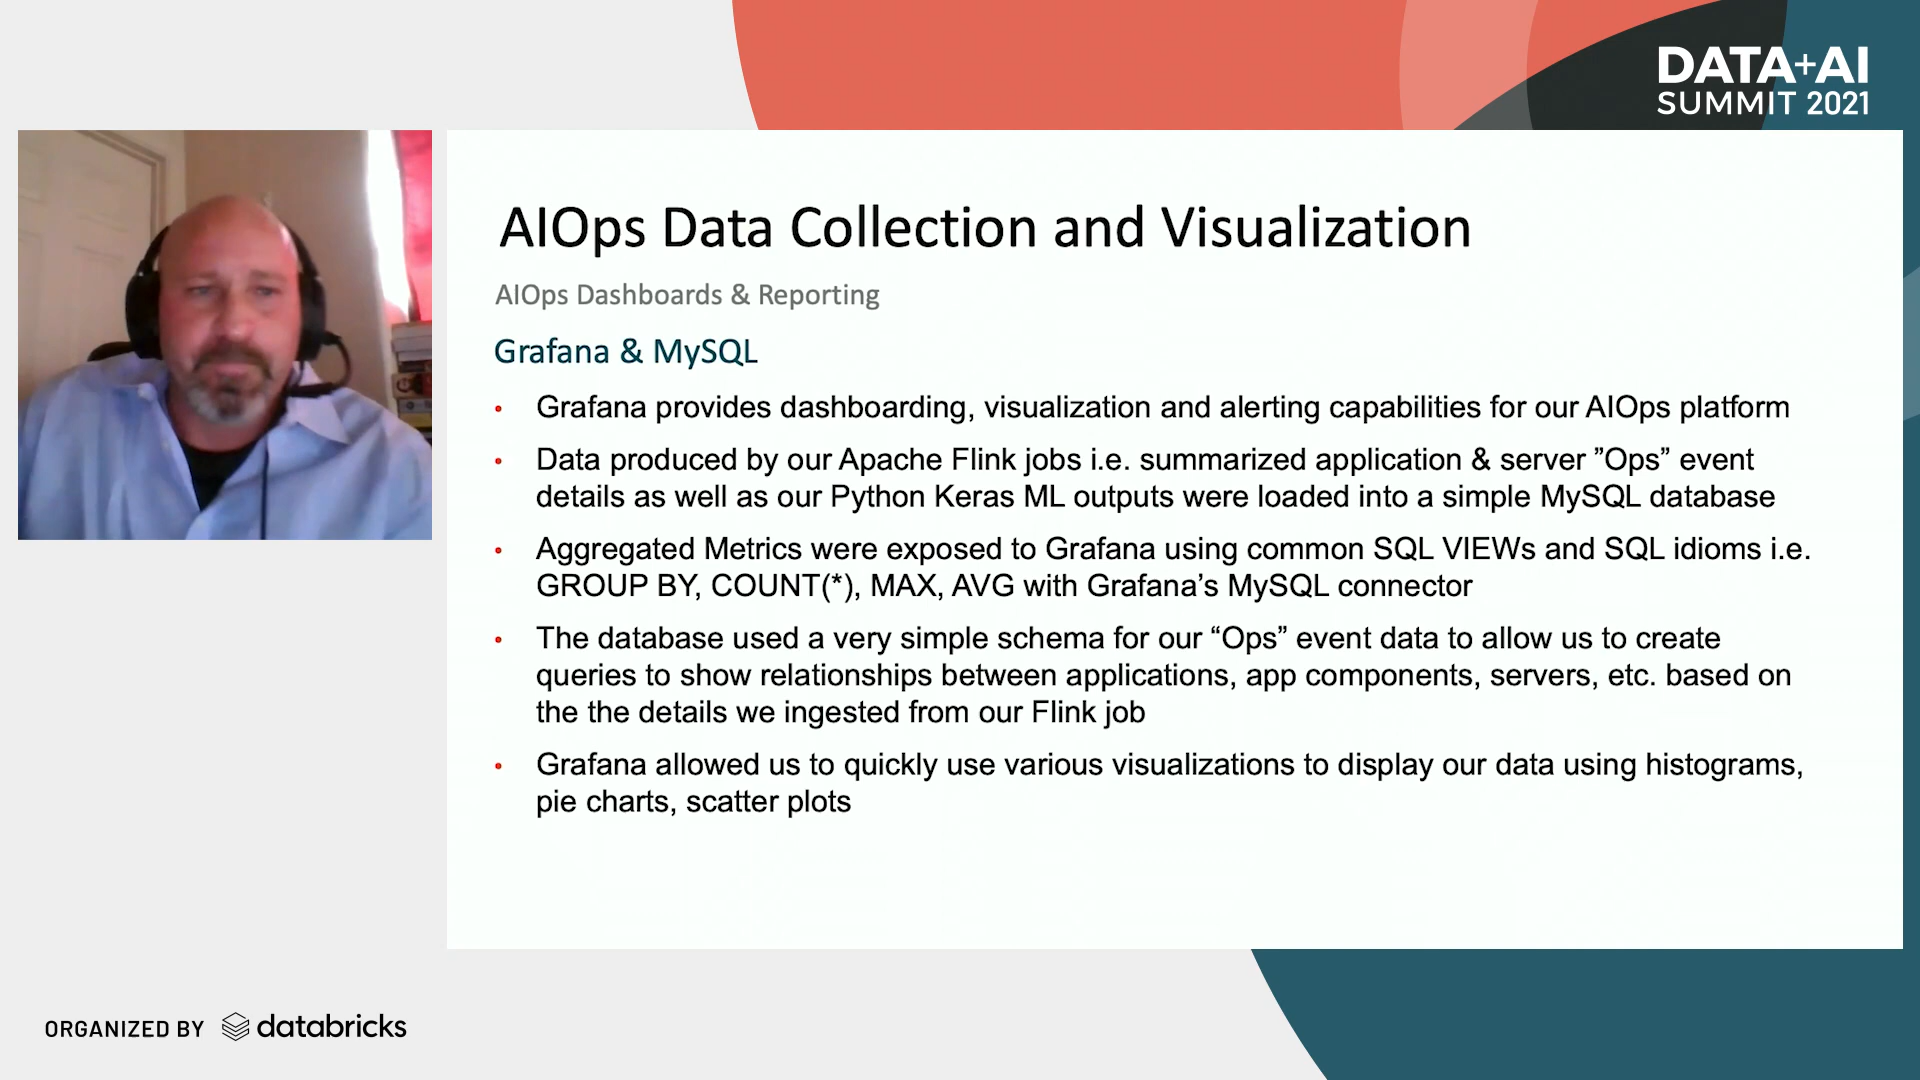 DATA+AI
SUMMIT 2021
AIOps Data Collection and Visualization
AIOps Dashboards & Reporting
Grafana & MySQL
• Grafana provides dashboarding, visualization and alerting capabilities for our AIOps platform
• Data produced by our Apache Flink jobs i.e. summarized application & server ”Ops” event
details as well as our Python Keras ML outputs were loaded into a simple MySQL database
• Aggregated Metrics were exposed to Grafana using common SQL VIEWs and SQL idioms i.e.
GROUP BY, COUNT(*), MAX, AVG with Grafana’s MySQL connector
• The database used a very simple schema for our “Ops” event data to allow us to create
queries to show relationships between applications, app components, servers, etc. based on
the the details we ingested from our Flink job
• Grafana allowed us to quickly use various visualizations to display our data using histograms,
pie charts, scatter plots
ORGANIZED BY databricks